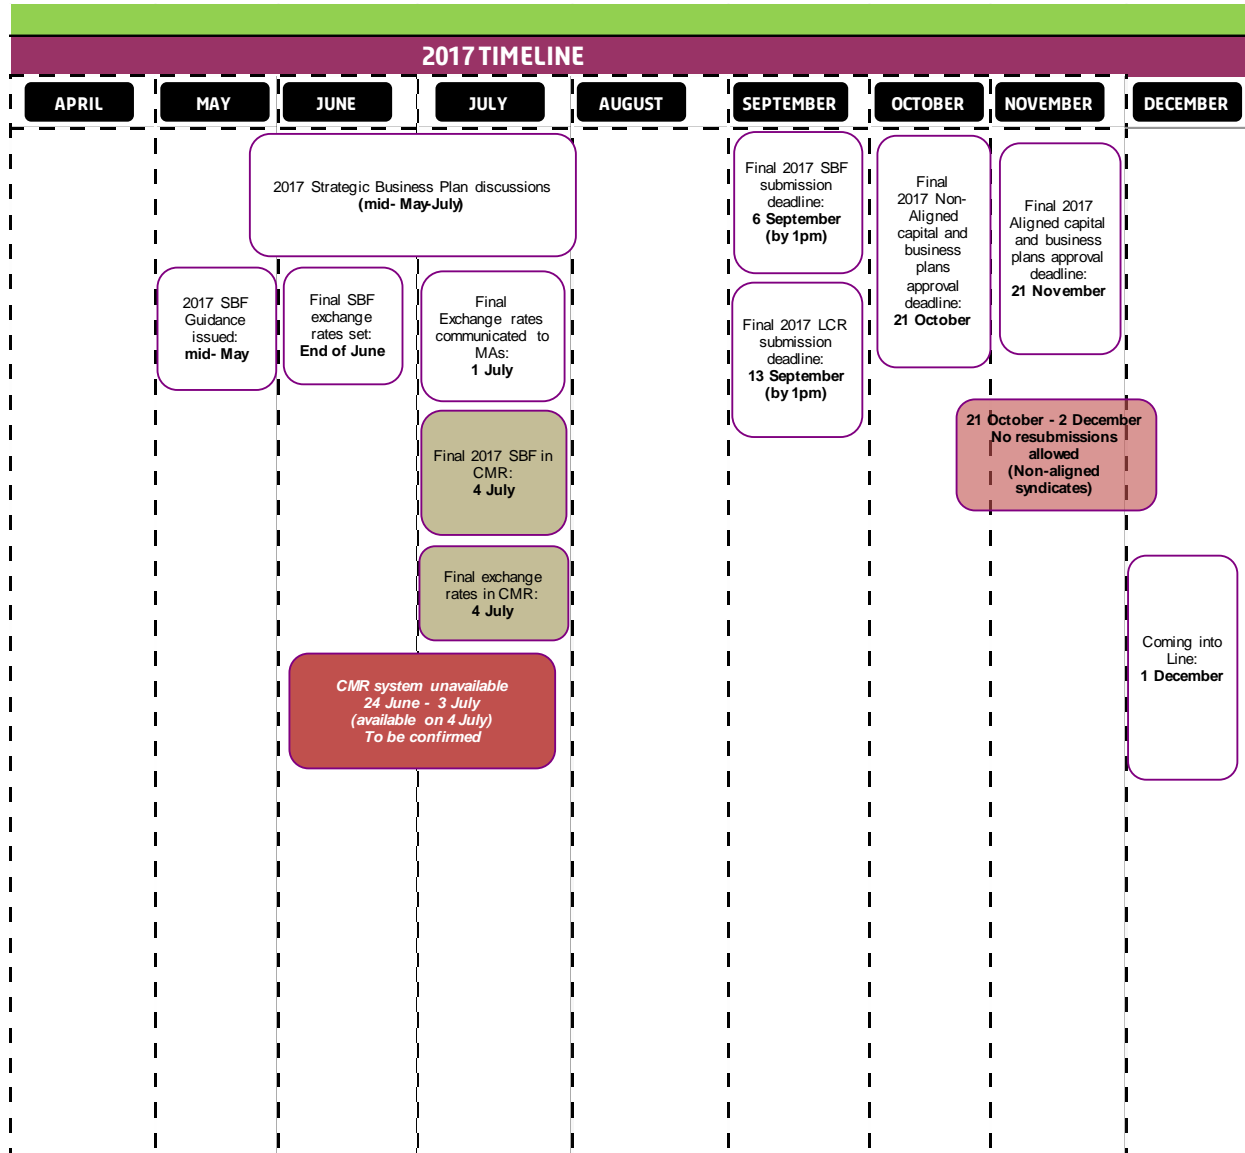 2017 TIMELINE
APRIL
MAY
JUNE
JULY
AUGUST
SEPTEMBER
OCTOBER
NOVEMBER
DECEMBER
2017 Strategic Business Plan discussions
(mid- May-July)
2017 SBF
Guidance
issued:
mid- May
Final SBF
exchange
rates set:
End of June
Final
Exchange rates
communicated to
MAs:
1 July
Final 2017 SBF in
CMR:
4 July
Final exchange
rates in CMR:
4 July
CMR system unavailable
24 June - 3 July
(available on 4 July)
To be confirmed
Final 2017 SBF
submission
deadline:
6 September
(by 1pm)
Final 2017 LCR
submission
deadline:
13 September
(by 1pm)
Final
2017 Non-
Aligned
capital and
business
plans
approval
deadline:
21 October
Final 2017
Aligned capital
and business
plans approval
deadline:
21 November
21 October - 2 December
No resubmissions
allowed
(Non-aligned
syndicates)
Coming into
Line:
1 December